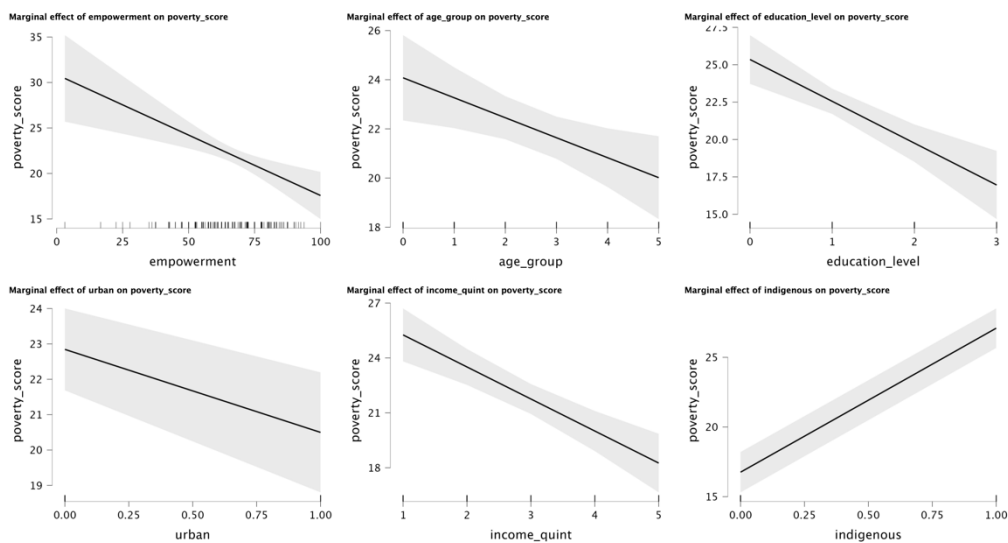 Marginal effect of empowerment on poverty_score
35
30
25
20
15
poverty_score
0 25 50 75 100
empowerment
Marginal effect of age_group on poverty_score
26
24
22
20
18
poverty_score
0 1 2 3 4 5
age_group
Marginal effect of education_level on poverty_score
27.5
25.0
22.5
20.0
17.5
15.0
poverty_score
0 1 2 3
education_level
Marginal effect of urban on poverty_score
24
23
22
21
20
19
poverty_score
0.00 0.25 0.50 0.75 1.00
urban
Marginal effect of income_quint on poverty_score
27
24
21
18
poverty_score
1 2 3 4 5
income_quint
Marginal effect of indigenous on poverty_score
25
20
15
poverty_score
0.00 0.25 0.50 0.75 1.00
indigenous